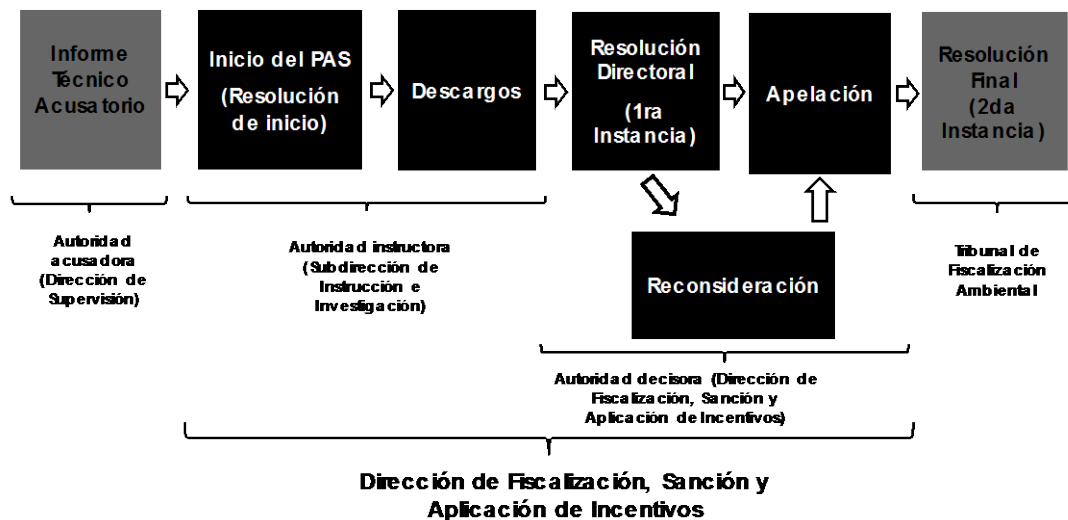 Informe
Técnico
Acusatorio
Inicio del PAS
(Resolución
de inicio)
Descargos
Resolución
Directoral
(1ra
Instancia)
Apelación
Resolución
Final
(2da
Instancia)
Reconsideración
Autoridad
acusadora
(Dirección de
Supervisión)
Autoridad instructora
(Subdirección de
Instrucción e
Investigación)
Tribunal de
Fiscalización
Ambiental
Autoridad decisora (Dirección de
Fiscalización, Sanción y
Aplicación de Incentivos)
Dirección de Fiscalización, Sanción y
Aplicación de Incentivos